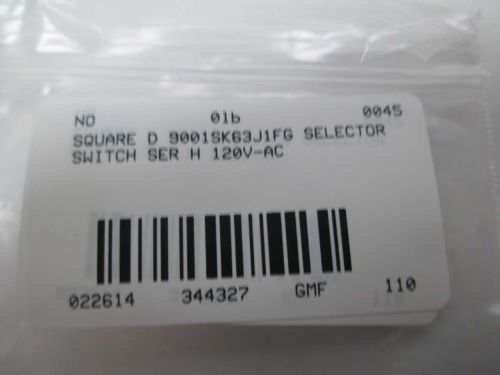 NO 01b 0045
SQUARE D 9001SK63J1FG SELECTOR
SWITCH SER H 120V-AC
022614 344327 GMF 110